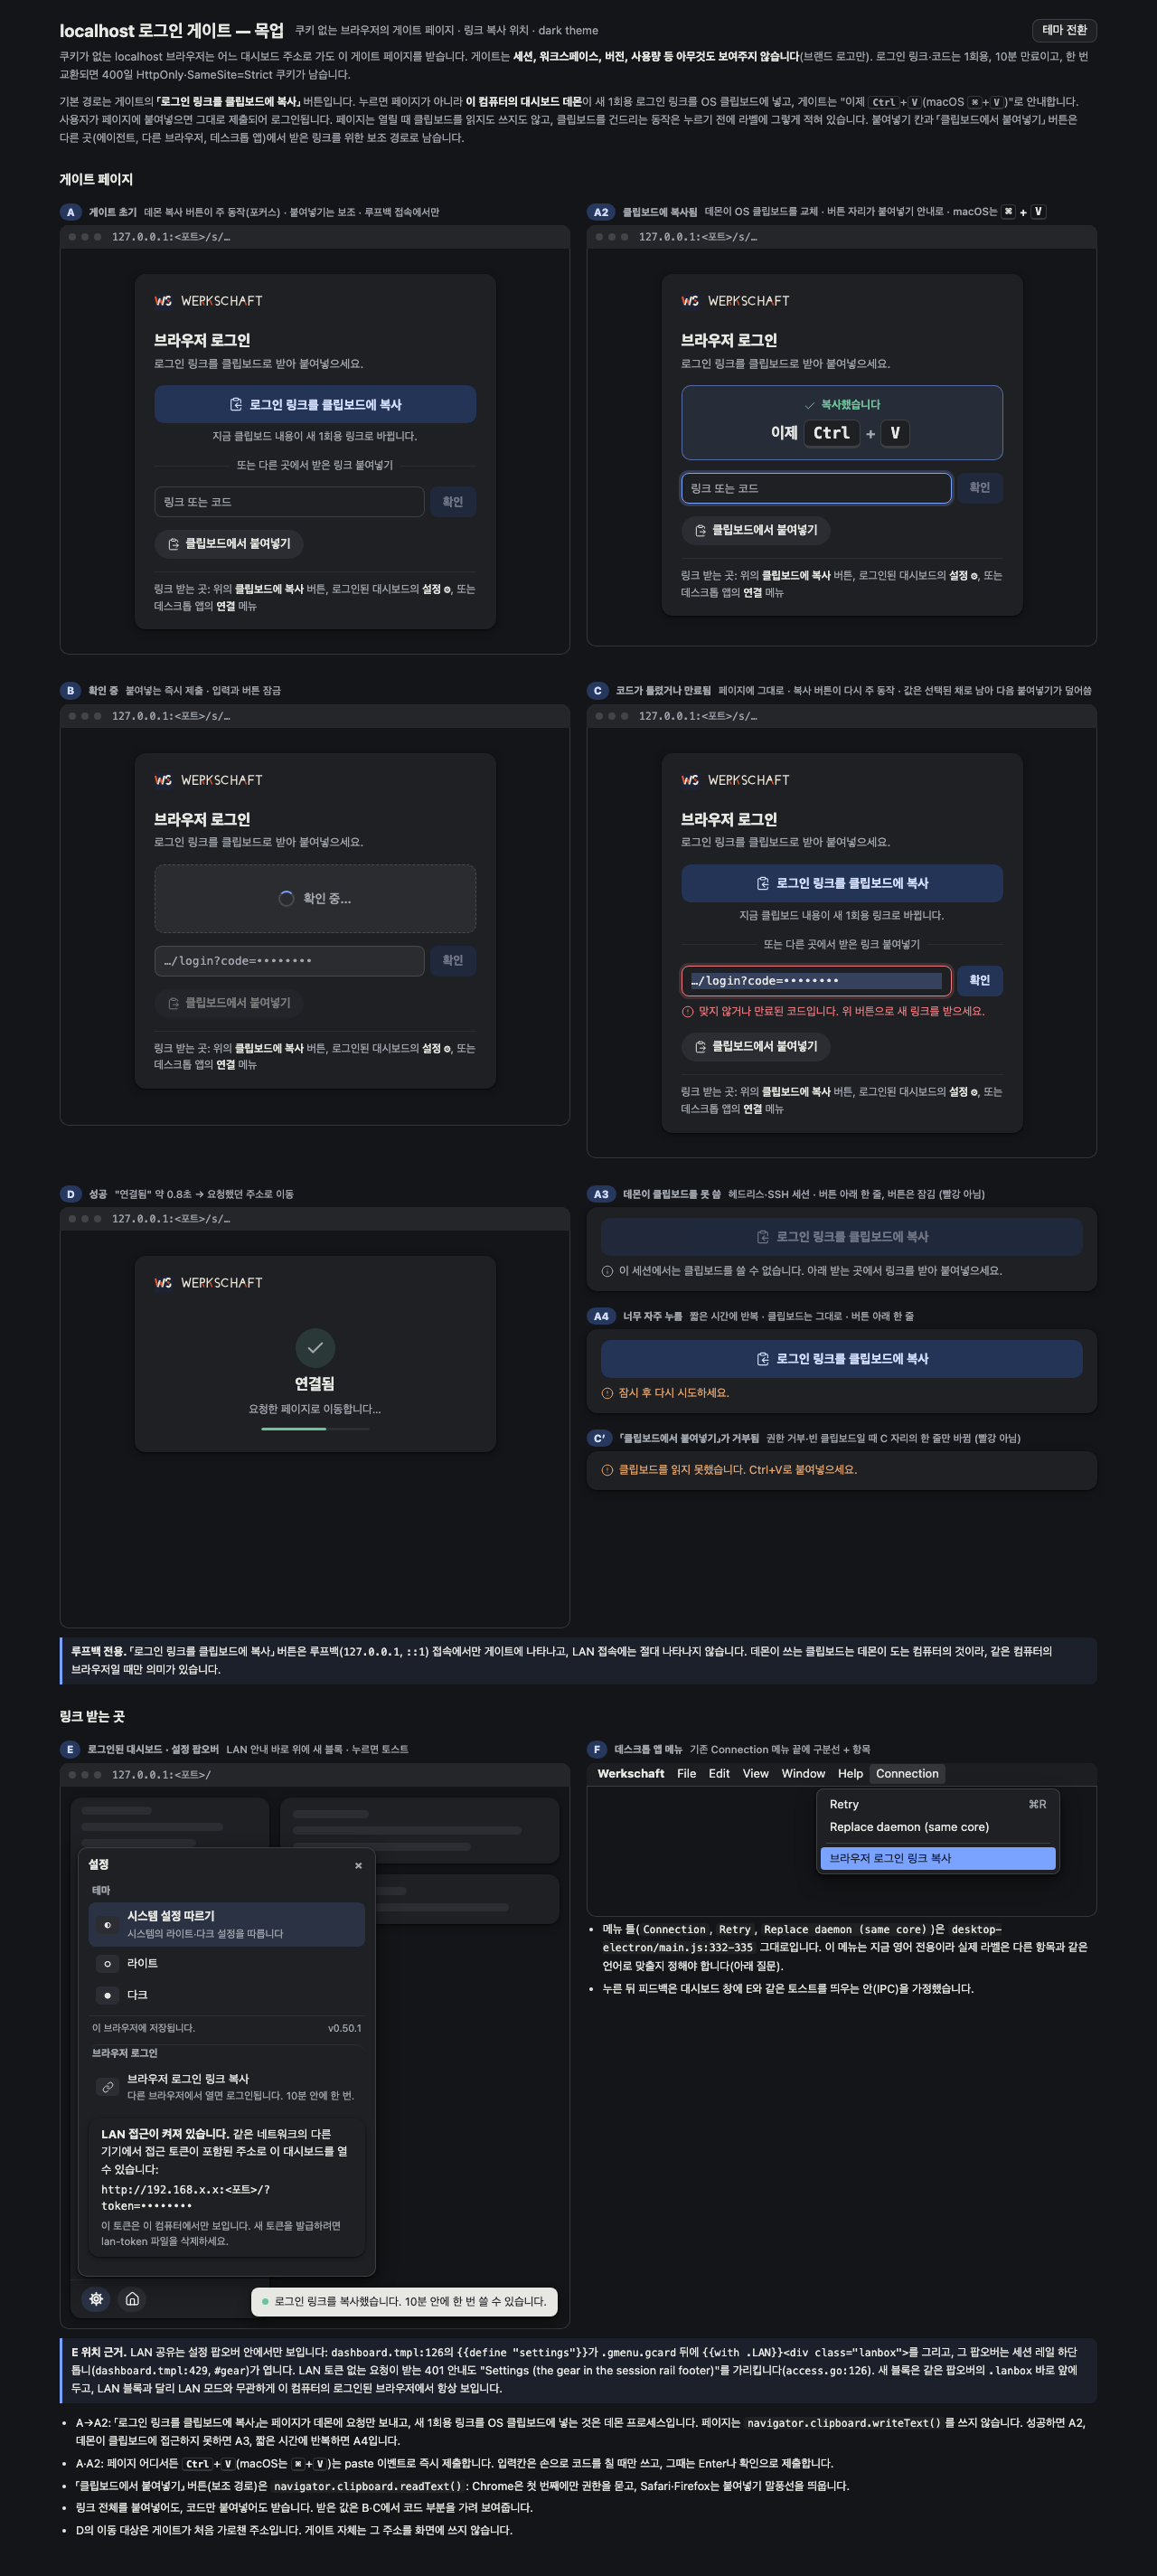 localhost 로그인 게이트 — 목업
쿠키 없는 브라우저의 게이트 페이지 · 링크 복사 위치 · dark theme
테마 전환
쿠키가 없는 localhost 브라우저는 어느 대시보드 주소로 가도 이 게이트 페이지를 받습니다. 게이트는 세션, 워크스페이스, 버전, 사용량 등 아무것도 보여주지 않습니다(브랜드 로고만). 로그인 링크·코드는 1회용, 10분 만료이고, 한 번
교환되면 400일 HttpOnly·SameSite=Strict 쿠키가 남습니다.
기본 경로는 게이트의 「로그인 링크를 클립보드에 복사」 버튼입니다. 누르면 페이지가 아니라 이 컴퓨터의 대시보드 데몬이 새 1회용 로그인 링크를 OS 클립보드에 넣고, 게이트는 "이제 Ctrl+V(macOS ⌘+V)"로 안내합니다.
사용자가 페이지에 붙여넣으면 그대로 제출되어 로그인됩니다. 페이지는 열릴 때 클립보드를 읽지도 쓰지도 않고, 클립보드를 건드리는 동작은 누르기 전에 라벨에 그렇게 적혀 있습니다. 붙여넣기 칸과 「클립보드에서 붙여넣기」 버튼은
다른 곳(에이전트, 다른 브라우저, 데스크톱 앱)에서 받은 링크를 위한 보조 경로로 남습니다.
게이트 페이지
A 게이트 초기 데몬 복사 버튼이 주 동작(포커스) · 붙여넣기는 보조 · 루프백 접속에서만
127.0.0.1:<포트>/s/…
WS WERKSCHAFT
브라우저 로그인
로그인 링크를 클립보드로 받아 붙여넣으세요.
로그인 링크를 클립보드에 복사
지금 클립보드 내용이 새 1회용 링크로 바뀝니다.
또는 다른 곳에서 받은 링크 붙여넣기
링크 또는 코드
확인
클립보드에서 붙여넣기
링크 받는 곳: 위의 클립보드에 복사 버튼, 로그인된 대시보드의 설정 ⚙, 또는
데스크톱 앱의 연결 메뉴
A2 클립보드에 복사됨 데몬이 OS 클립보드를 교체 · 버튼 자리가 붙여넣기 안내로 · macOS는 ⌘ + V
127.0.0.1:<포트>/s/…
WS WERKSCHAFT
브라우저 로그인
로그인 링크를 클립보드로 받아 붙여넣으세요.
복사했습니다
이제 Ctrl + V
링크 또는 코드
확인
클립보드에서 붙여넣기
링크 받는 곳: 위의 클립보드에 복사 버튼, 로그인된 대시보드의 설정 ⚙, 또는
데스크톱 앱의 연결 메뉴
B 확인 중 붙여넣는 즉시 제출 · 입력과 버튼 잠금
127.0.0.1:<포트>/s/…
WS WERKSCHAFT
브라우저 로그인
로그인 링크를 클립보드로 받아 붙여넣으세요.
확인 중…
…/login?code=••••••••
확인
클립보드에서 붙여넣기
링크 받는 곳: 위의 클립보드에 복사 버튼, 로그인된 대시보드의 설정 ⚙, 또는
데스크톱 앱의 연결 메뉴
C 코드가 틀렸거나 만료됨 페이지에 그대로 · 복사 버튼이 다시 주 동작 · 값은 선택된 채로 남아 다음 붙여넣기가 덮어씀
127.0.0.1:<포트>/s/…
WS WERKSCHAFT
브라우저 로그인
로그인 링크를 클립보드로 받아 붙여넣으세요.
로그인 링크를 클립보드에 복사
지금 클립보드 내용이 새 1회용 링크로 바뀝니다.
또는 다른 곳에서 받은 링크 붙여넣기
…/login?code=••••••••
확인
맞지 않거나 만료된 코드입니다. 위 버튼으로 새 링크를 받으세요.
클립보드에서 붙여넣기
링크 받는 곳: 위의 클립보드에 복사 버튼, 로그인된 대시보드의 설정 ⚙, 또는
데스크톱 앱의 연결 메뉴
D 성공 "연결됨" 약 0.8초 → 요청했던 주소로 이동
127.0.0.1:<포트>/s/…
WS WERKSCHAFT
연결됨
요청한 페이지로 이동합니다…
A3 데몬이 클립보드를 못 씀 헤드리스·SSH 세션 · 버튼 아래 한 줄, 버튼은 잠김 (빨강 아님)
로그인 링크를 클립보드에 복사
이 세션에서는 클립보드를 쓸 수 없습니다. 아래 받는 곳에서 링크를 받아 붙여넣으세요.
A4 너무 자주 누름 짧은 시간에 반복 · 클립보드는 그대로 · 버튼 아래 한 줄
로그인 링크를 클립보드에 복사
잠시 후 다시 시도하세요.
C′ 「클립보드에서 붙여넣기」가 거부됨 권한 거부·빈 클립보드일 때 C 자리의 한 줄만 바뀜 (빨강 아님)
클립보드를 읽지 못했습니다. Ctrl+V로 붙여넣으세요.
루프백 전용. 「로그인 링크를 클립보드에 복사」 버튼은 루프백(127.0.0.1, ::1) 접속에서만 게이트에 나타나고, LAN 접속에는 절대 나타나지 않습니다. 데몬이 쓰는 클립보드는 데몬이 도는 컴퓨터의 것이라, 같은 컴퓨터의
브라우저일 때만 의미가 있습니다.
링크 받는 곳
E 로그인된 대시보드 · 설정 팝오버 LAN 안내 바로 위에 새 블록 · 누르면 토스트
127.0.0.1:<포트>/
설정
×
테마
시스템 설정 따르기
시스템의 라이트·다크 설정을 따릅니다
라이트
다크
이 브라우저에 저장됩니다.
v0.50.1
브라우저 로그인
브라우저 로그인 링크 복사
다른 브라우저에서 열면 로그인됩니다. 10분 안에 한 번.
LAN 접근이 켜져 있습니다. 같은 네트워크의 다른
기기에서 접근 토큰이 포함된 주소로 이 대시보드를 열
수 있습니다:
http://192.168.x.x:<포트>/?
token=••••••••
이 토큰은 이 컴퓨터에서만 보입니다. 새 토큰을 발급하려면
lan-token 파일을 삭제하세요.
로그인 링크를 복사했습니다. 10분 안에 한 번 쓸 수 있습니다.
F 데스크톱 앱 메뉴 기존 Connection 메뉴 끝에 구분선 + 항목
Werkschaft File Edit View Window Help Connection
Retry ⌘R
Replace daemon (same core)
브라우저 로그인 링크 복사
• 메뉴 틀(Connection, Retry, Replace daemon (same core))은 desktop-
electron/main.js:332-335 그대로입니다. 이 메뉴는 지금 영어 전용이라 실제 라벨은 다른 항목과 같은
언어로 맞출지 정해야 합니다(아래 질문).
• 누른 뒤 피드백은 대시보드 창에 E와 같은 토스트를 띄우는 안(IPC)을 가정했습니다.
E 위치 근거. LAN 공유는 설정 팝오버 안에서만 보입니다: dashboard.tmpl:126의 {{define "settings"}}가 .gmenu.gcard 뒤에 {{with .LAN}}<div class="lanbox">를 그리고, 그 팝오버는 세션 레일 하단
톱니(dashboard.tmpl:429, #gear)가 엽니다. LAN 토큰 없는 요청이 받는 401 안내도 "Settings (the gear in the session rail footer)"를 가리킵니다(access.go:126). 새 블록은 같은 팝오버의 .lanbox 바로 앞에
두고, LAN 블록과 달리 LAN 모드와 무관하게 이 컴퓨터의 로그인된 브라우저에서 항상 보입니다.
• A→A2: 「로그인 링크를 클립보드에 복사」는 페이지가 데몬에 요청만 보내고, 새 1회용 링크를 OS 클립보드에 넣는 것은 데몬 프로세스입니다. 페이지는 navigator.clipboard.writeText() 를 쓰지 않습니다. 성공하면 A2,
데몬이 클립보드에 접근하지 못하면 A3, 짧은 시간에 반복하면 A4입니다.
• A·A2: 페이지 어디서든 Ctrl+V(macOS는 ⌘+V)는 paste 이벤트로 즉시 제출합니다. 입력칸은 손으로 코드를 칠 때만 쓰고, 그때는 Enter나 확인으로 제출합니다.
• 「클립보드에서 붙여넣기」 버튼(보조 경로)은 navigator.clipboard.readText() : Chrome은 첫 번째에만 권한을 묻고, Safari·Firefox는 붙여넣기 말풍선을 띄웁니다.
• 링크 전체를 붙여넣어도, 코드만 붙여넣어도 받습니다. 받은 값은 B·C에서 코드 부분을 가려 보여줍니다.
• D의 이동 대상은 게이트가 처음 가로챈 주소입니다. 게이트 자체는 그 주소를 화면에 쓰지 않습니다.